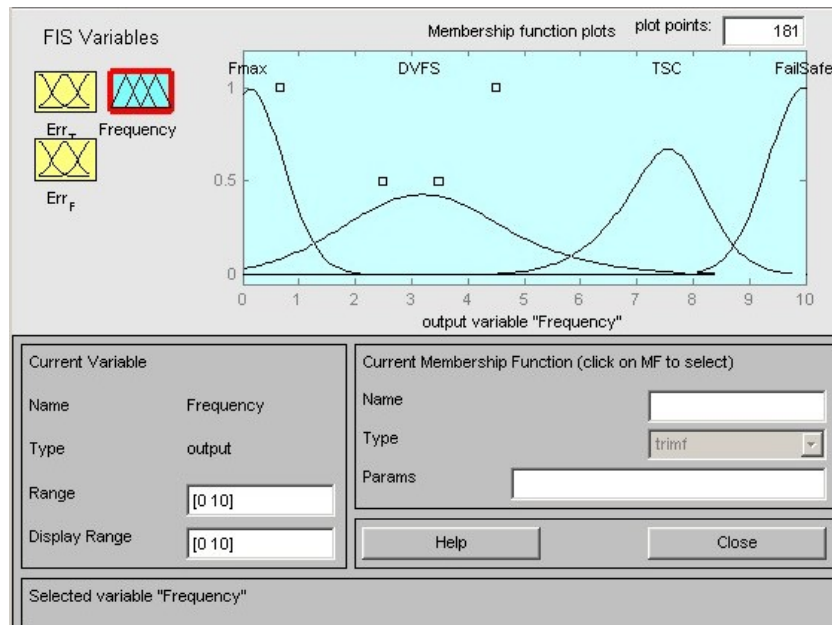 FIS Variables
Membership function plots
plot points:
181
Fmax
DVFS
TSC
FailSafe
1
0.5
0
0 1 2 3 4 5 6 7 8 9 10
output variable "Frequency"
Err_T
Frequency
Err_F
Current Variable
Name
Frequency
Type
output
Range
[0 10]
Display Range
[0 10]
Current Membership Function (click on MF to select)
Name
Type
trimf
Params
Help
Close
Selected variable "Frequency"